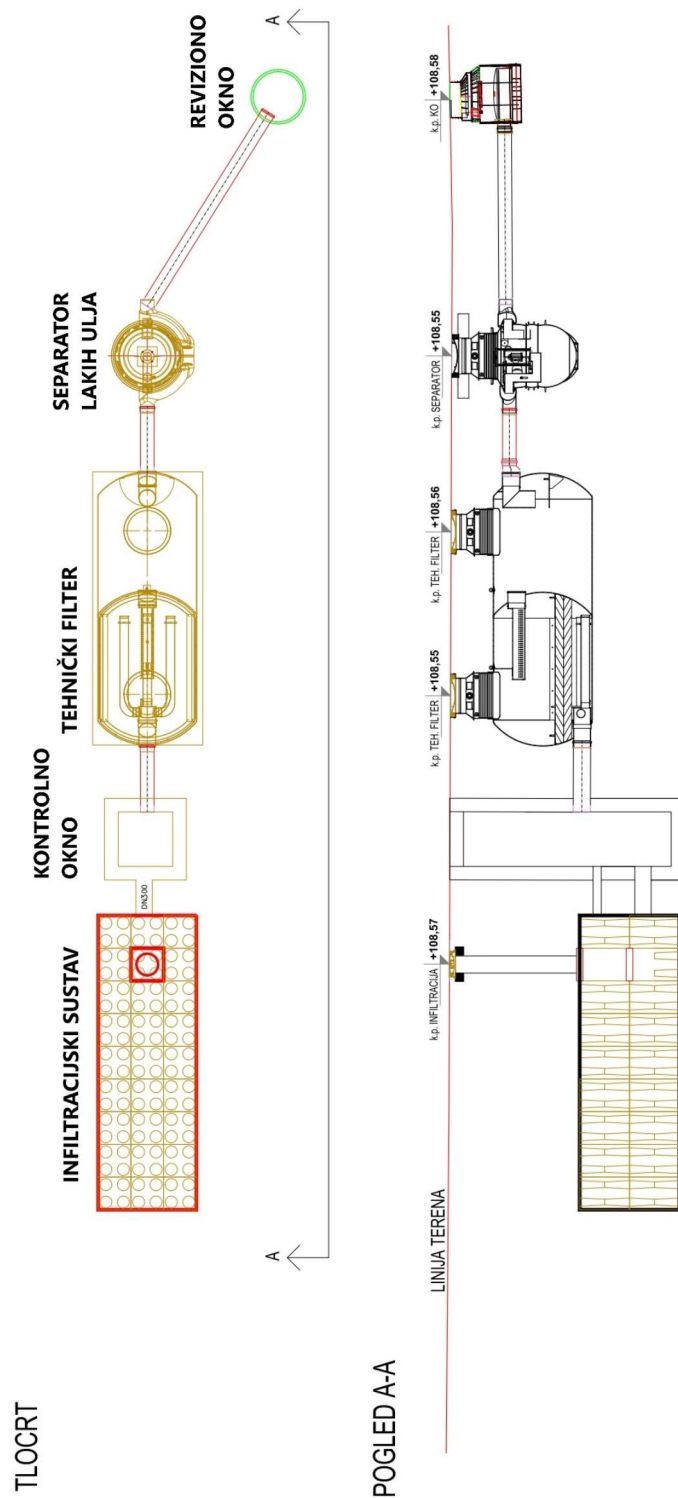 TLOCRT
INFILTRACIJSKI SUSTAV
KONTROLNO
OKNO
TEHNIČKI FILTER
SEPARATOR
LAKIH ULJA
REVIZIONO
OKNO
DN300
A
A
POGLED A-A
LINIJA TERENA
k.p. INFILTRACIJA +108,57
k.p. TEH. FILTER +108,55
k.p. TEH. FILTER +108,56
k.p. SEPARATOR +108,55
k.p. KO +108,58